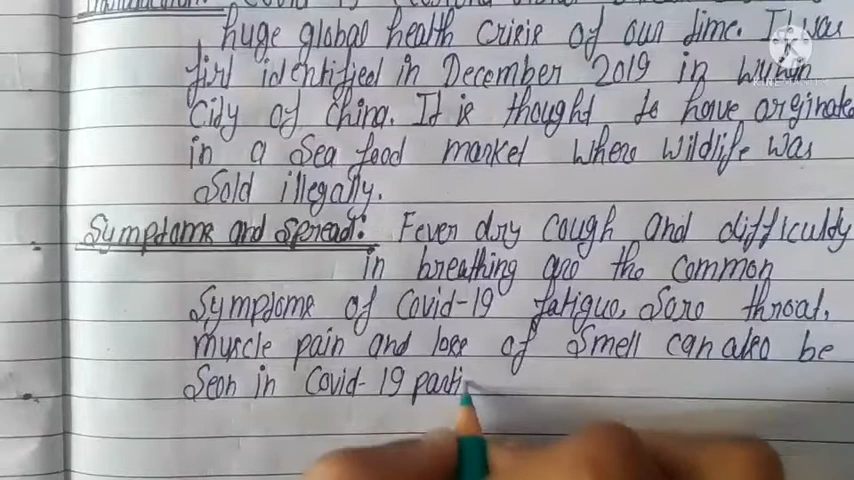 huge global health crisis of our time. It was
first identified in December 2019 in Wuhan
City of China. It is thought to have orginate
in a Sea food market where wildlife was
Sold illegally.
Symptoms and Spread: Fever dry cough and difficulty
in breathing are the common
Symptoms of Covid-19 fatigue, Sore throat,
muscle pain and loss of Smell can also be
Seen in Covid-19 pacti
KINEMASTER